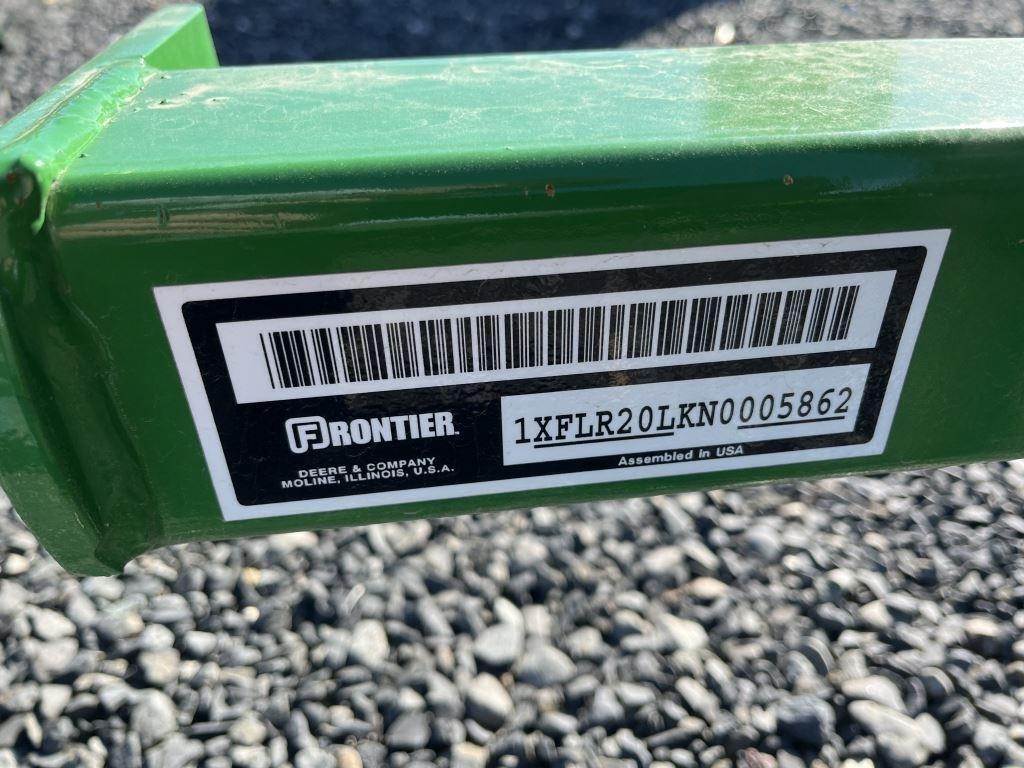 FRONTIER
1XFLR20LKN0005862
DEERE & COMPANY
MOLINE, ILLINOIS, U.S.A.
Assembled in USA